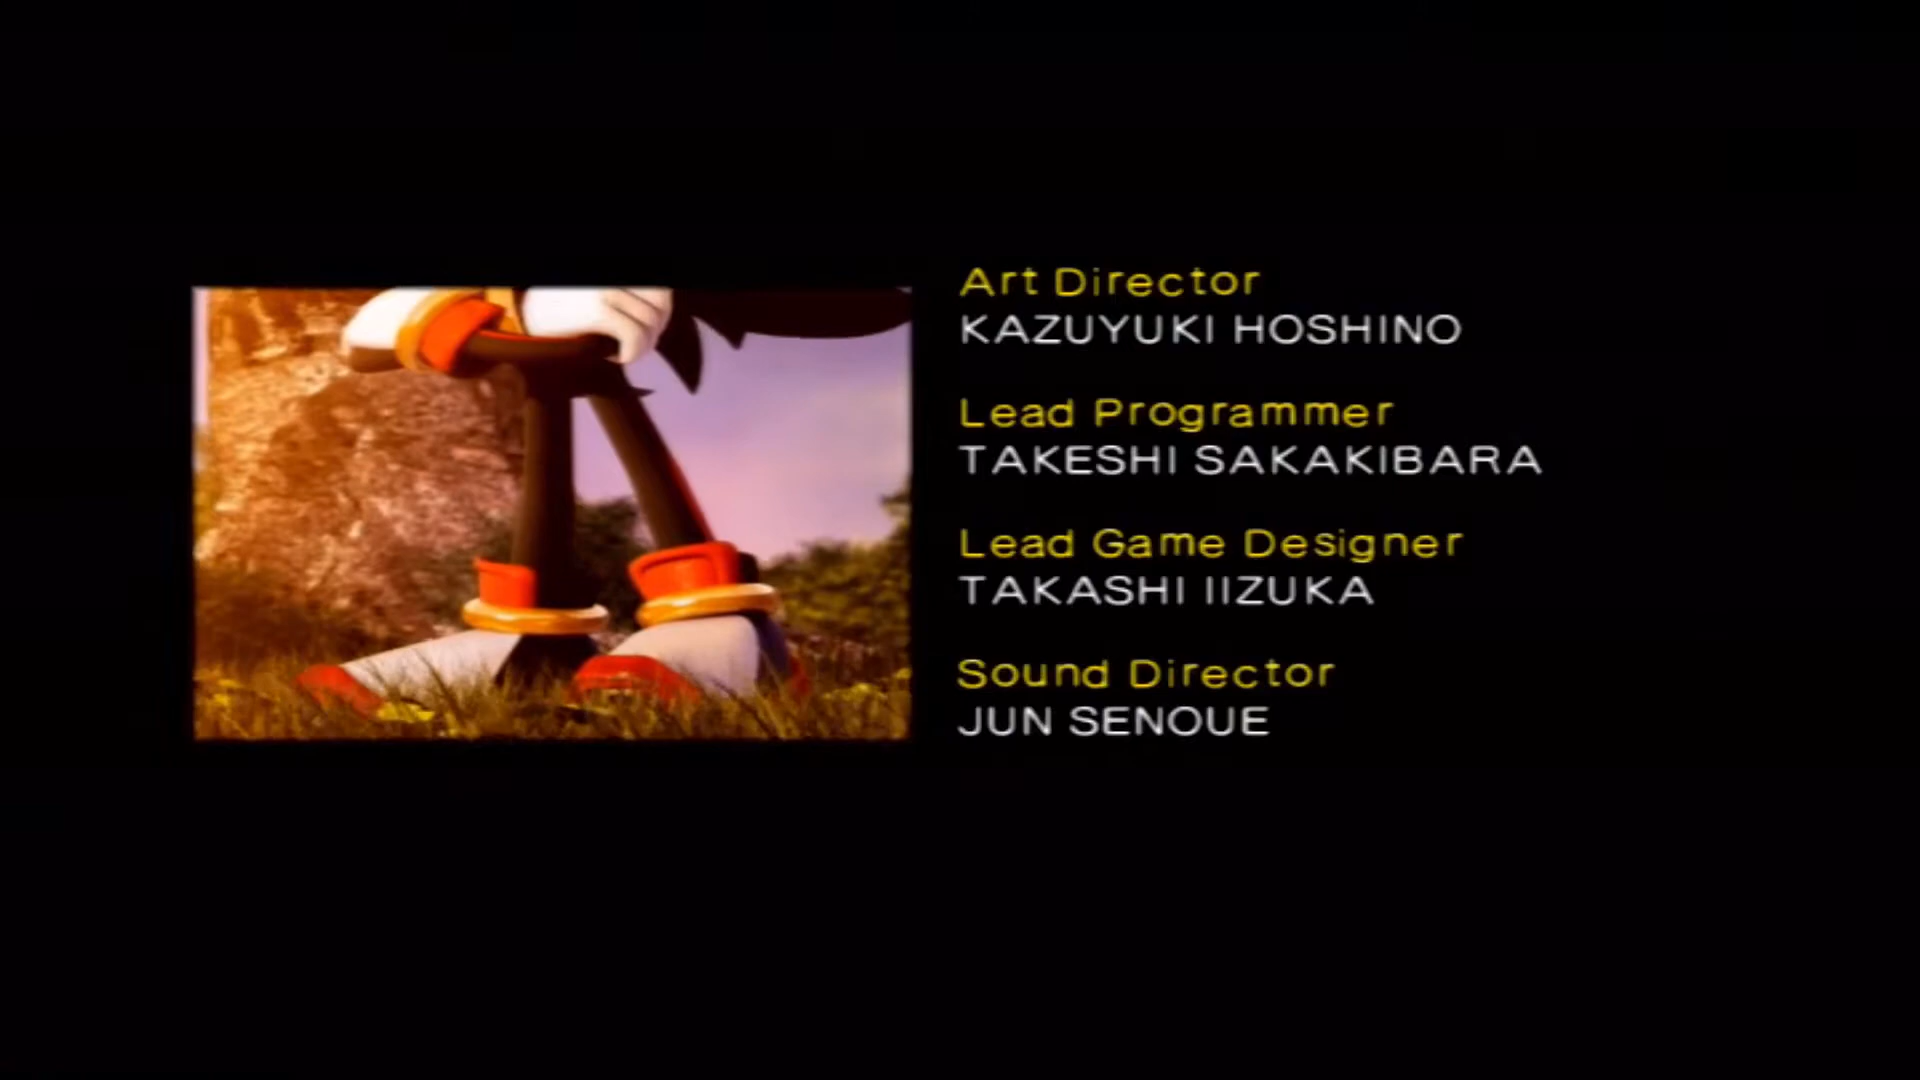 Art Director
KAZUYUKI HOSHINO
Lead Programmer
TAKESHI SAKAKIBARA
Lead Game Designer
TAKASHI IIZUKA
Sound Director
JUN SENOUE